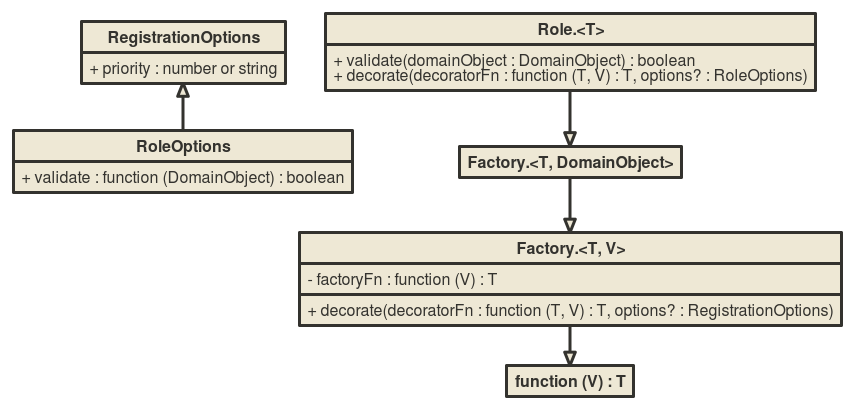 RegistrationOptions
+ priority : number or string
RoleOptions
+ validate : function (DomainObject) : boolean
Role.<T>
+ validate(domainObject : DomainObject) : boolean
+ decorate(decoratorFn : function (T, V) : T, options? : RoleOptions)
Factory.<T, DomainObject>
Factory.<T, V>
- factoryFn : function (V) : T
+ decorate(decoratorFn : function (T, V) : T, options? : RegistrationOptions)
function (V) : T